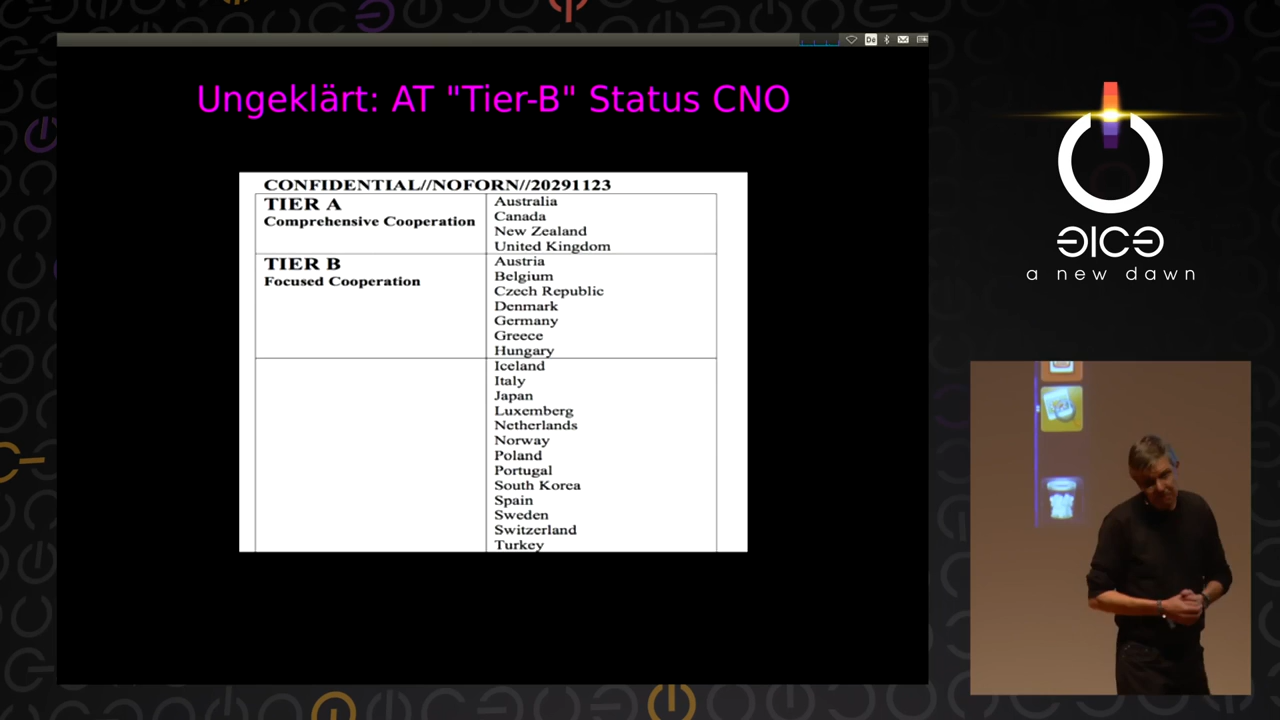 De
Ungeklärt: AT "Tier-B" Status CNO
CONFIDENTIAL//NOFORN//20291123
TIER A
Comprehensive Cooperation
Australia
Canada
New Zealand
United Kingdom
TIER B
Focused Cooperation
Austria
Belgium
Czech Republic
Denmark
Germany
Greece
Hungary
Iceland
Italy
Japan
Luxemberg
Netherlands
Norway
Poland
Portugal
South Korea
Spain
Sweden
Switzerland
Turkey
a new dawn